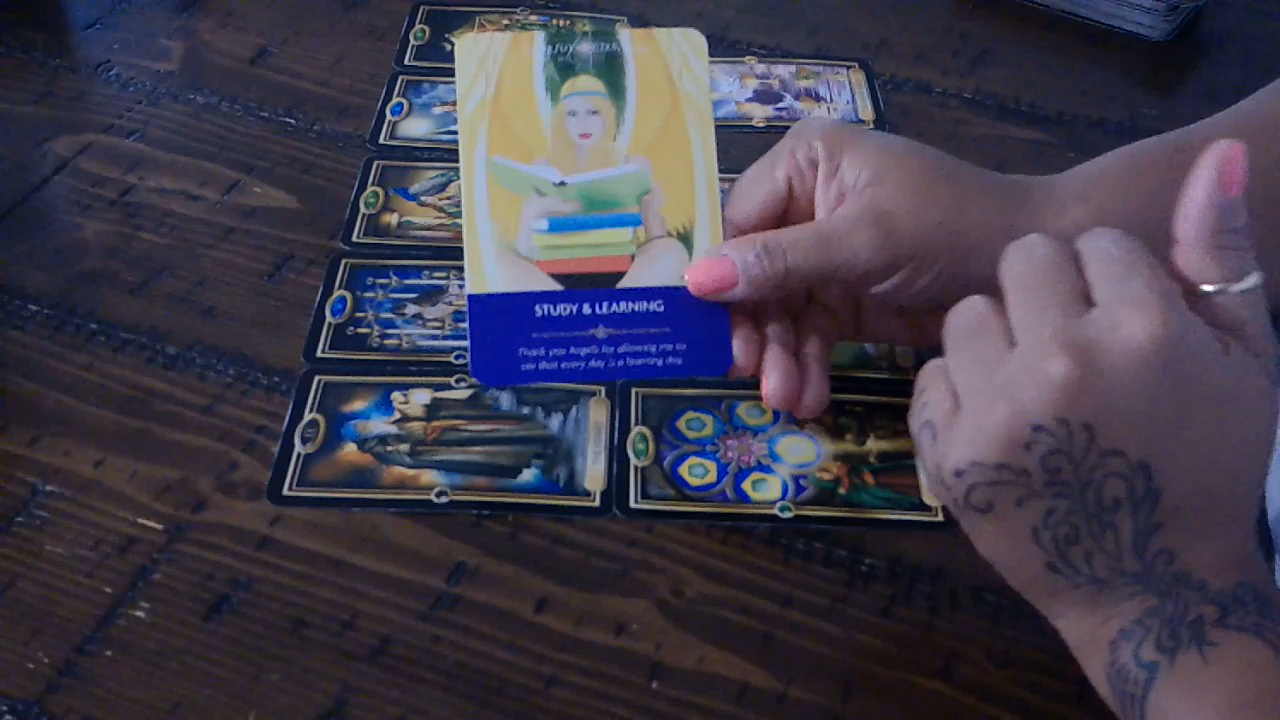 STUDY & LEARNING
Thank you Angels for allowing me to
see that every day is a learning day